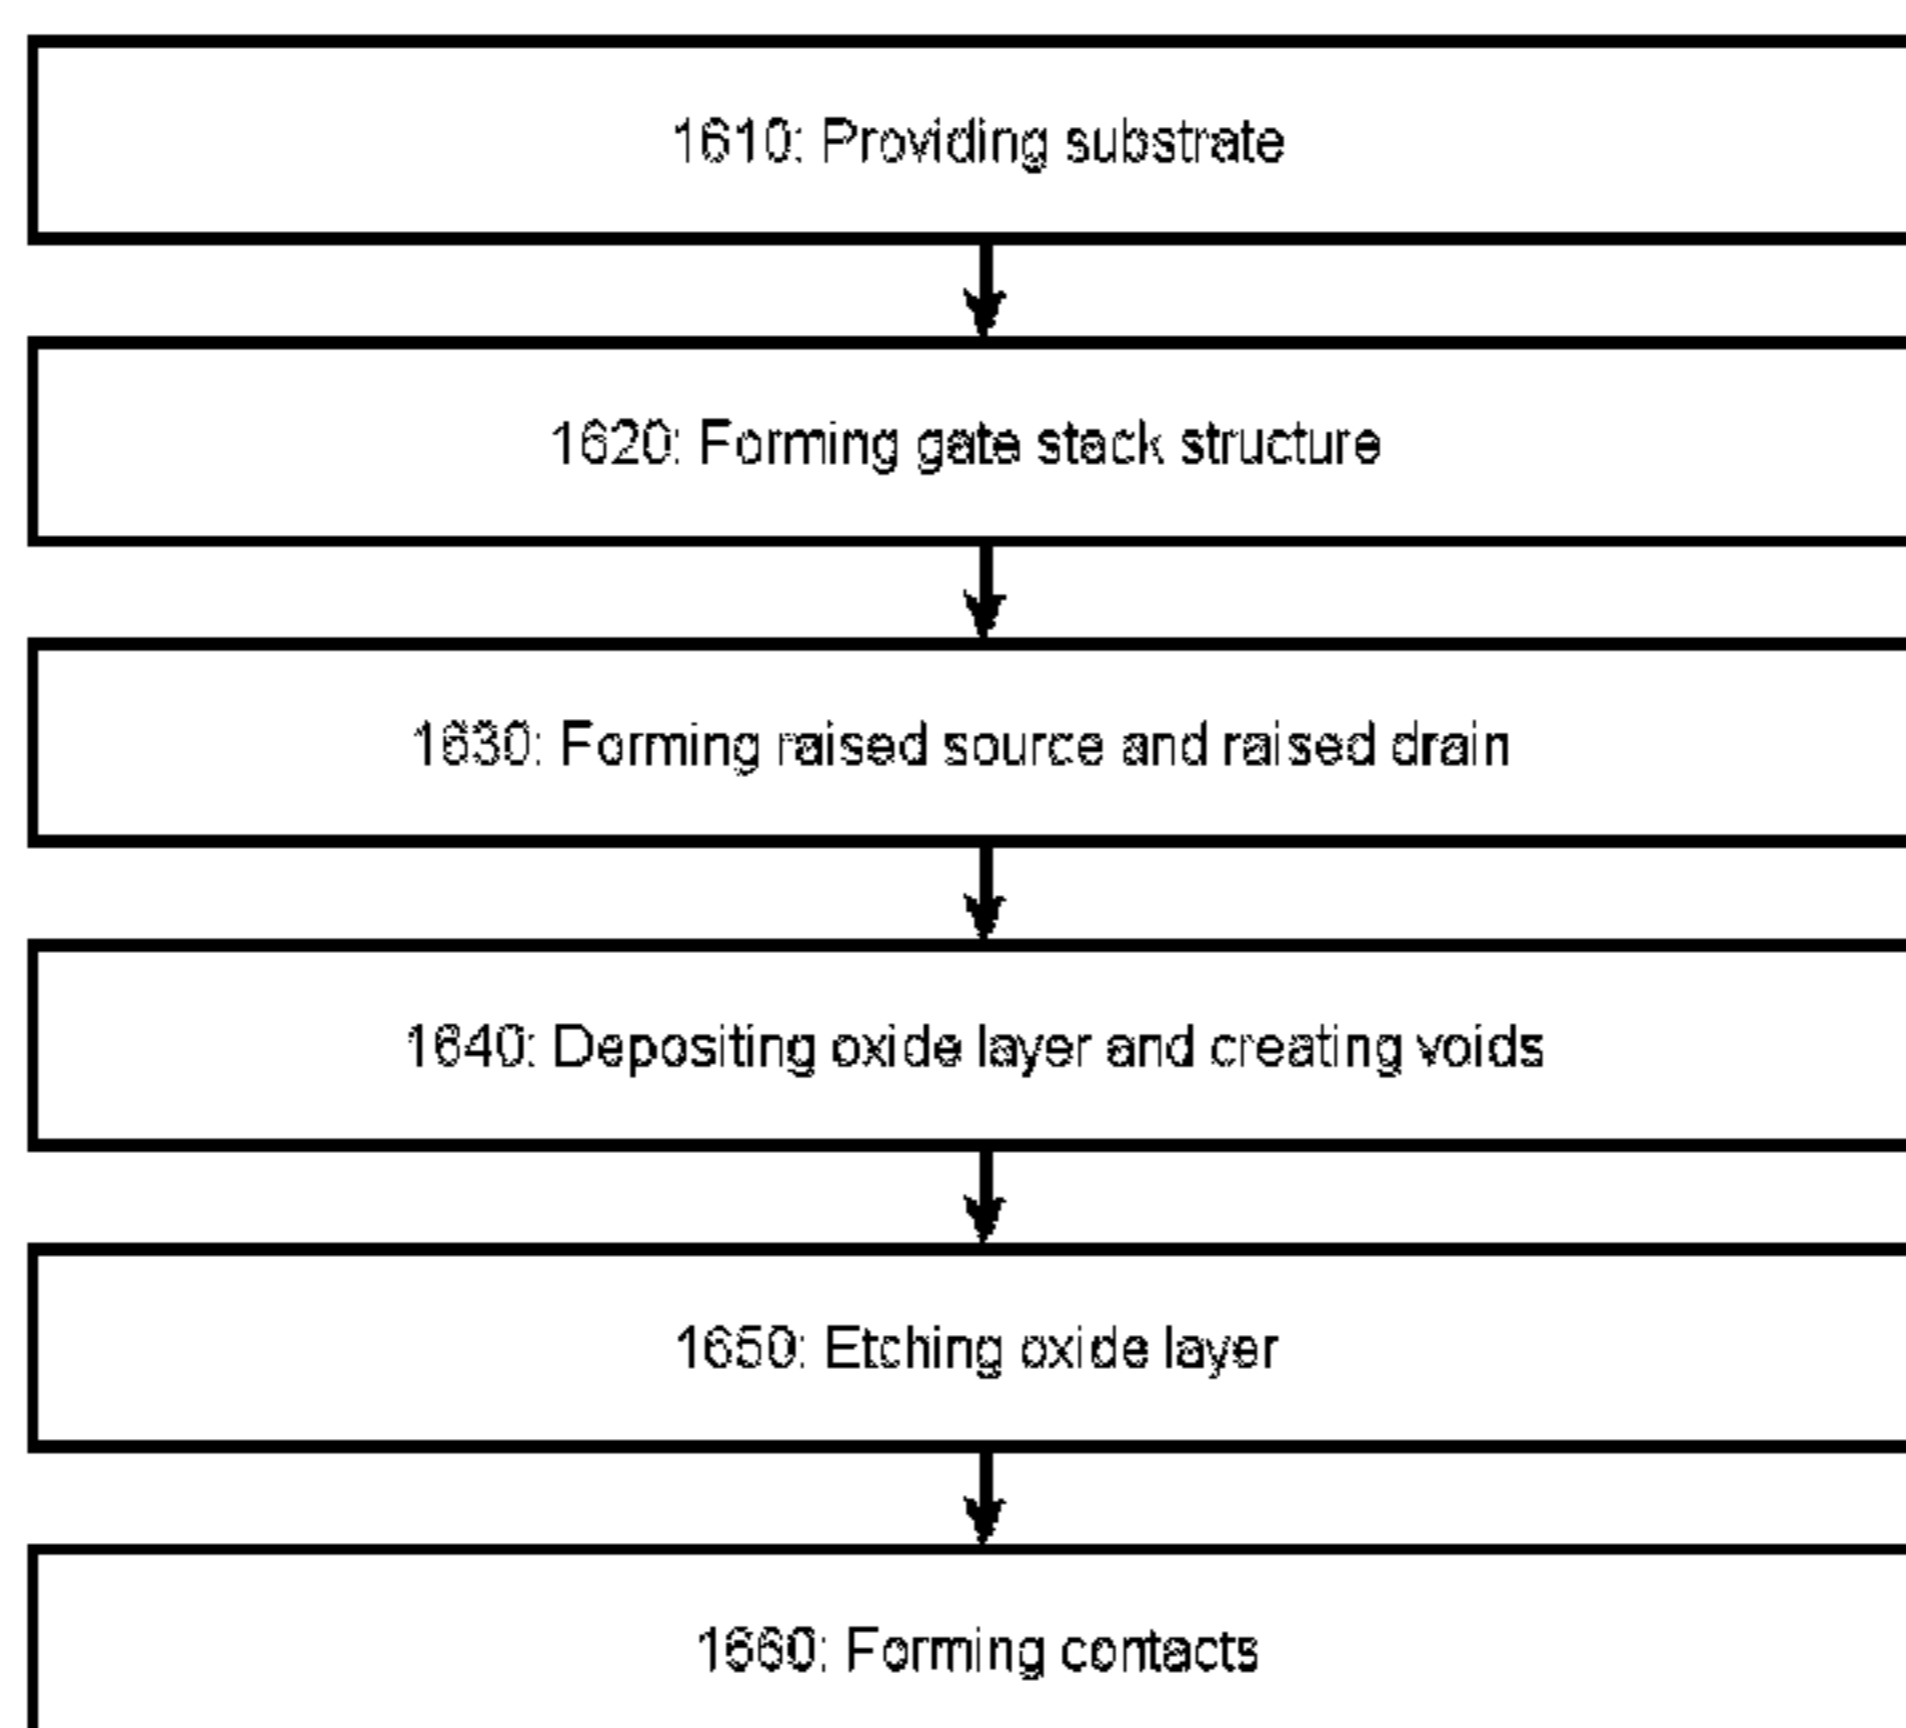 1610: Providing substrate
1620: Forming gate stack structure
1630: Forming raised source and raised drain
1640: Depositing oxide layer and creating voids
1650: Etching oxide layer
1660: Forming contacts